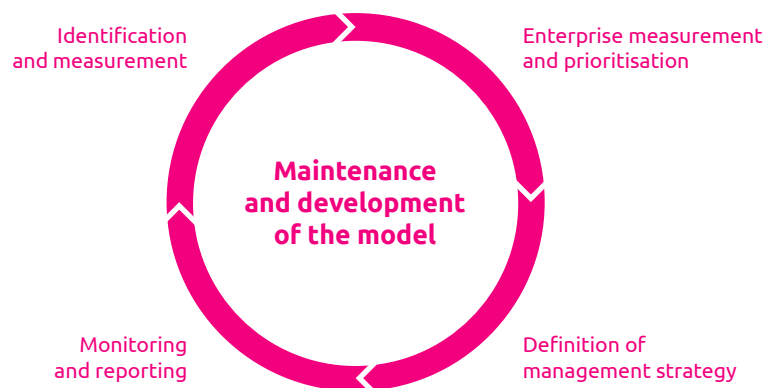 Identification
and measurement
Enterprise measurement
and prioritisation
Maintenance
and development
of the model
Monitoring
and reporting
Definition of
management strategy